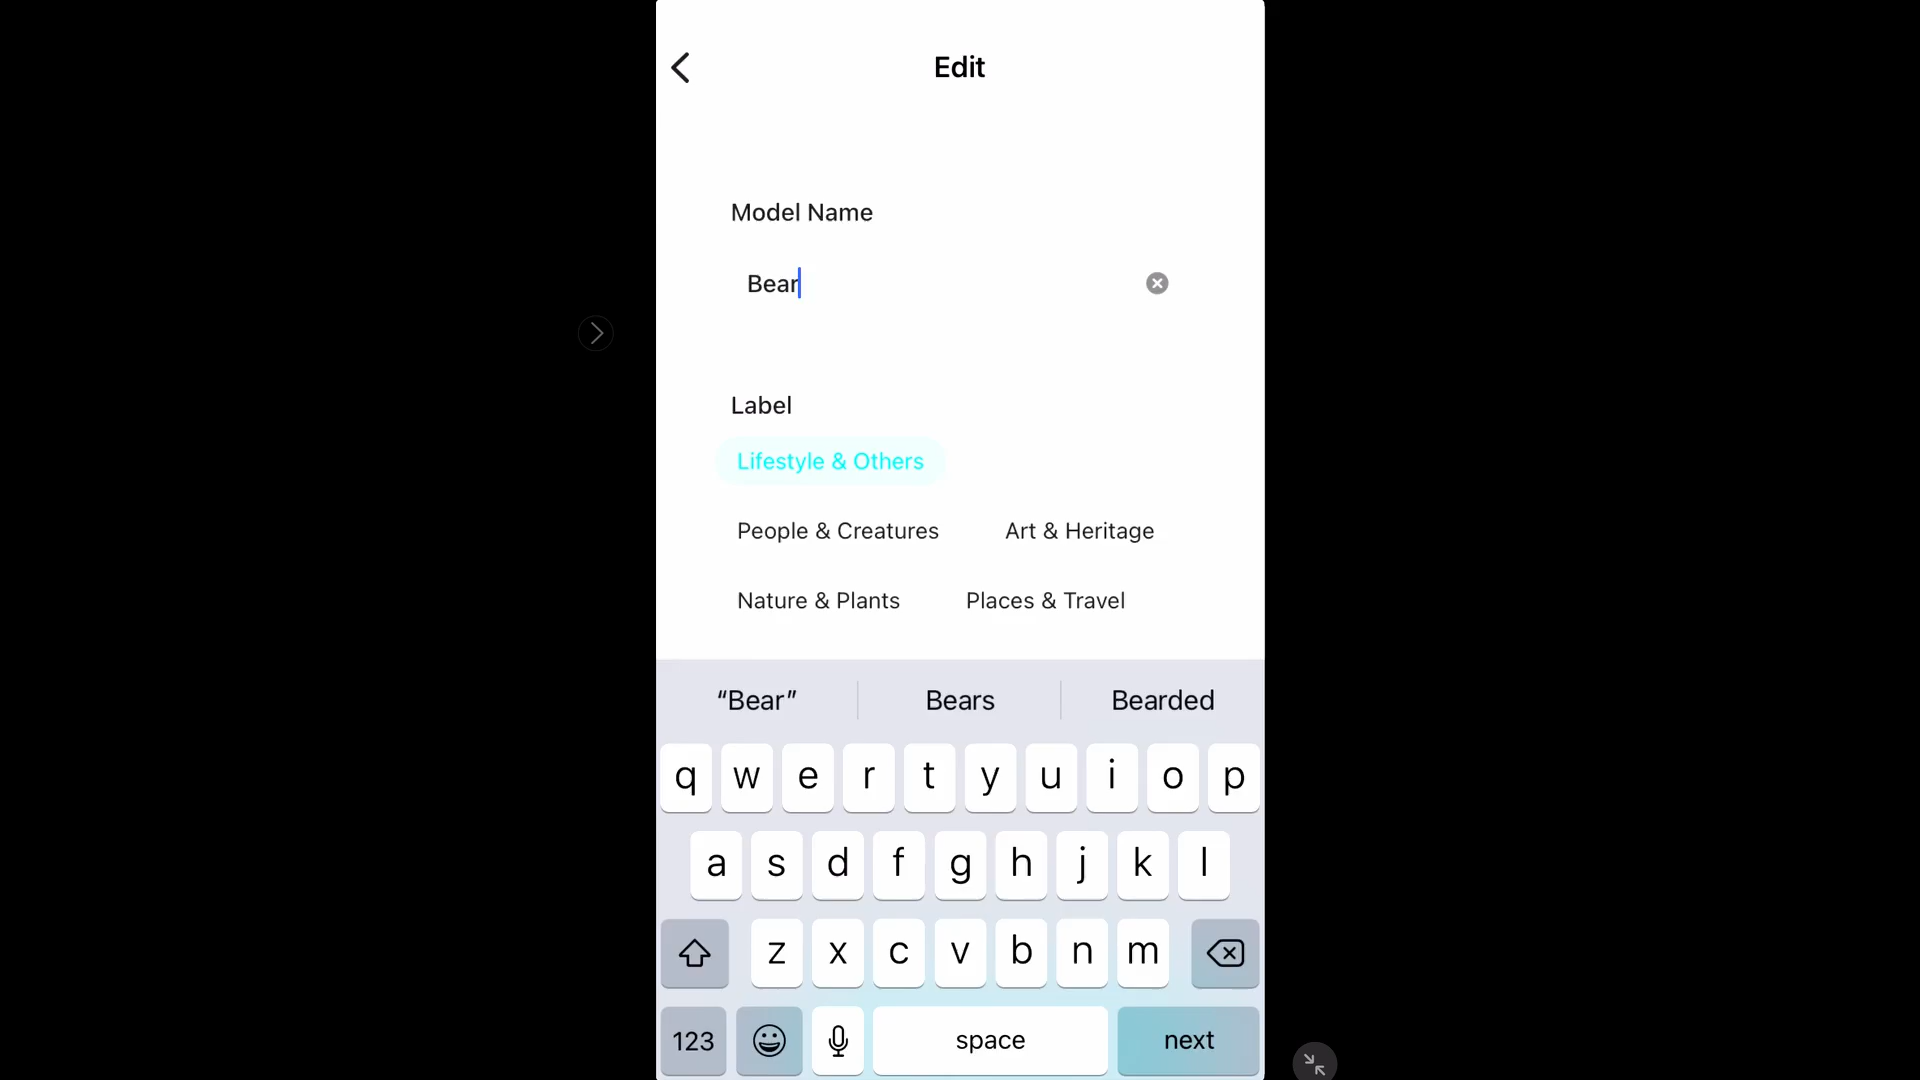 Edit
Model Name
Bear
Label
Lifestyle & Others
People & Creatures Art & Heritage
Nature & Plants Places & Travel
“Bear” Bears Bearded
q w e r t y u i o p
a s d f g h j k l
z x c v b n m
123 space next